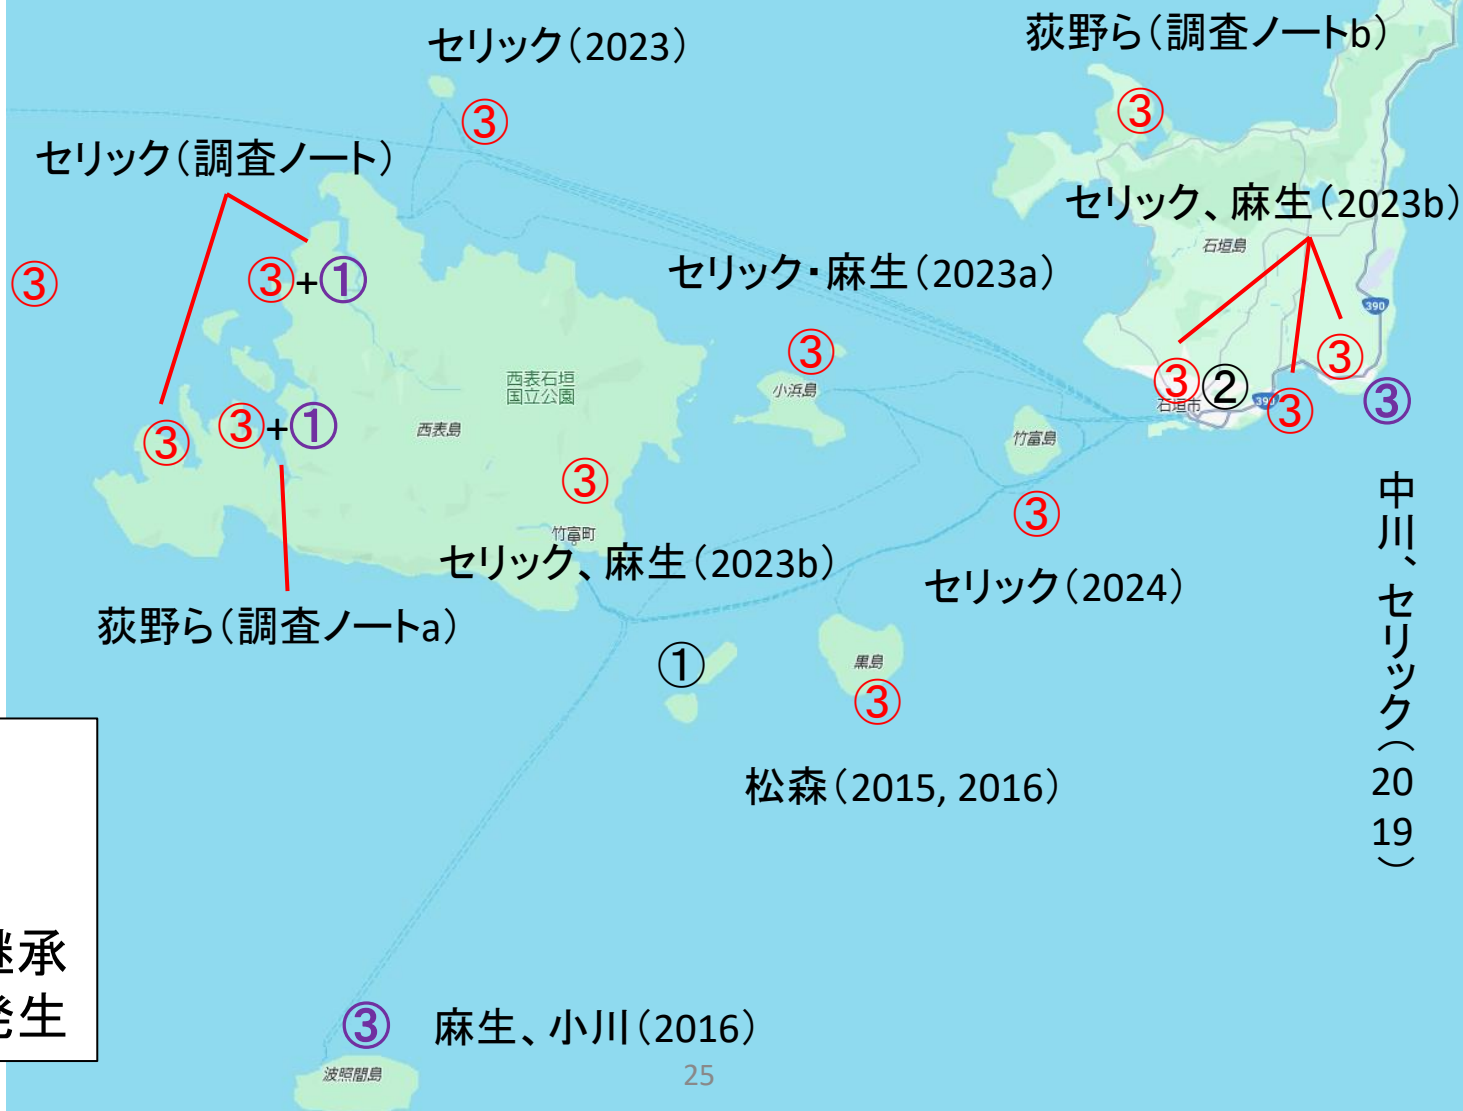 セリック（2023）
荻野ら（調査ノートb）
③
③
セリック（調査ノート）
セリック、麻生（2023b）
石垣島
セリック・麻生（2023a）
③
③+①
390
③
③
西表石垣
国立公園
小浜島
③
②
③
③
石垣市
390
③
③+①
西表島
竹富島
③
③
竹富町
セリック、麻生（2023b）
③
セリック（2024）
中川、セリック（2019）
荻野ら（調査ノートa）
①
黒島
③
松森（2015, 2016）
継承
発生
③
麻生、小川（2016）
波照間島
25